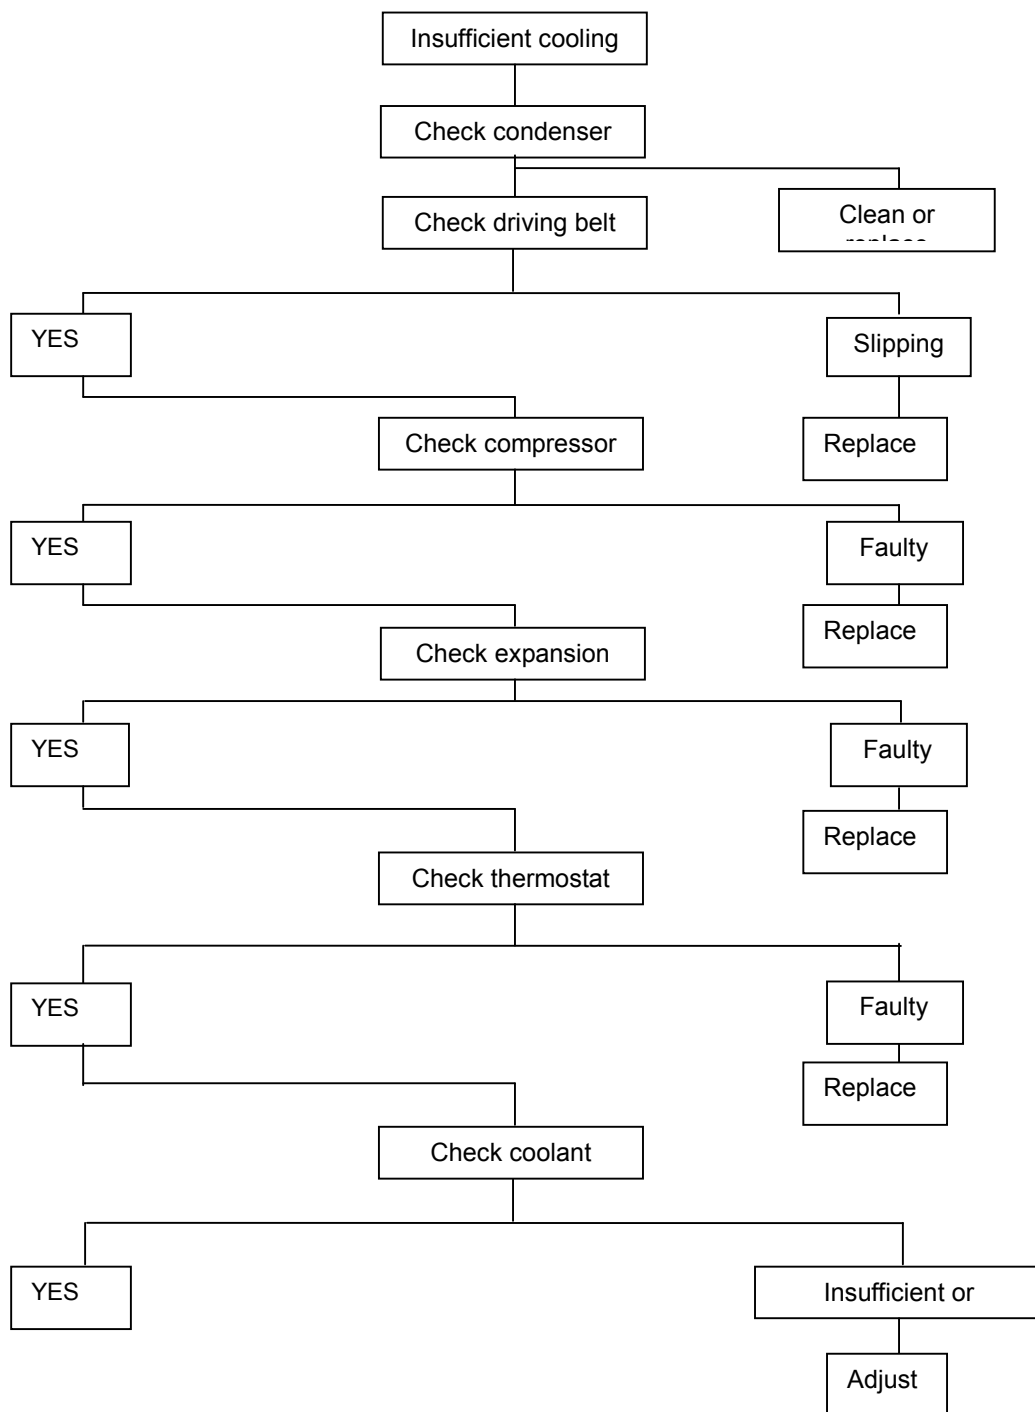 Insufficient cooling
Check condenser
Check driving belt
Clean or
YES
Slipping
Check compressor
Replace
YES
Faulty
Replace
Check expansion
YES
Faulty
Replace
Check thermostat
YES
Faulty
Replace
Check coolant
YES
Insufficient or
Adjust